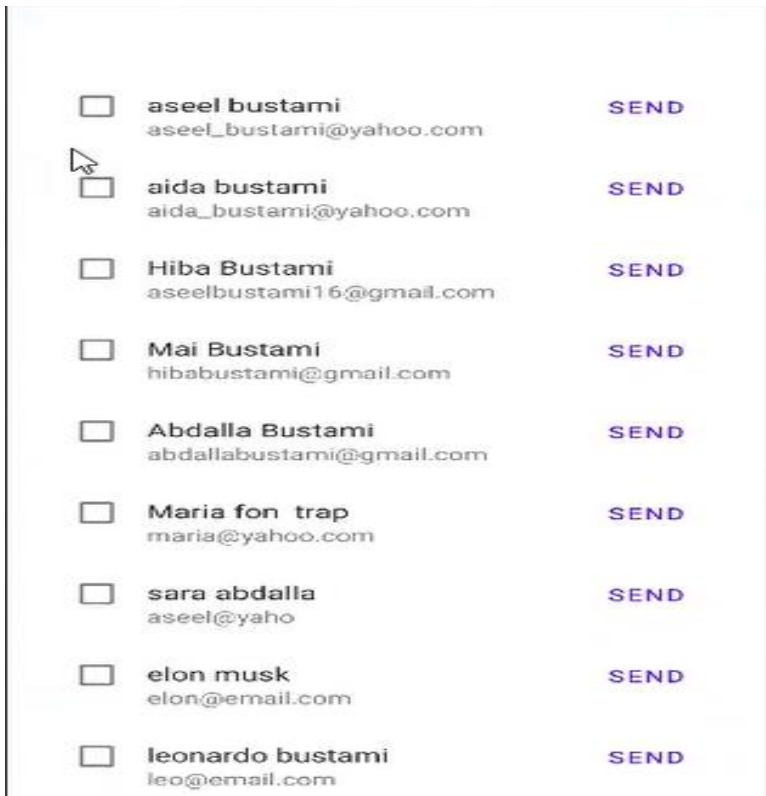 aseel bustami SEND
aseel_bustami@yahoo.com
aida bustami SEND
aida_bustami@yahoo.com
Hiba Bustami SEND
aseelbustami16@gmail.com
Mai Bustami SEND
hibabustami@gmail.com
Abdalla Bustami SEND
abdallabustami@gmail.com
Maria fon  trap SEND
maria@yahoo.com
sara abdalla SEND
aseel@yaho
elon musk SEND
elon@email.com
leonardo bustami SEND
leo@email.com